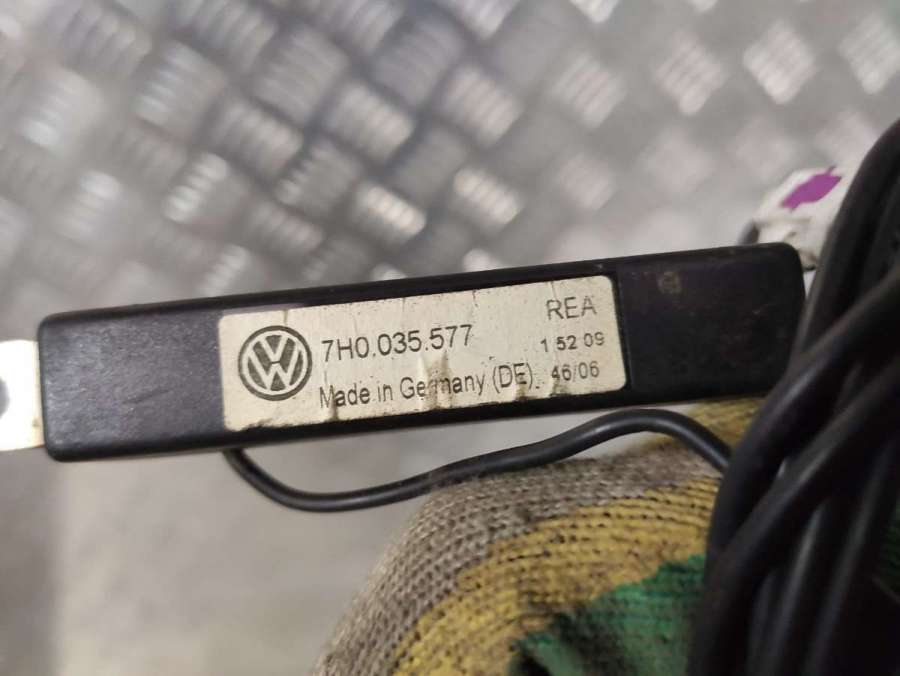 7H0.035.577
Made in Germany (DE)
REA
1 52 09
46/06